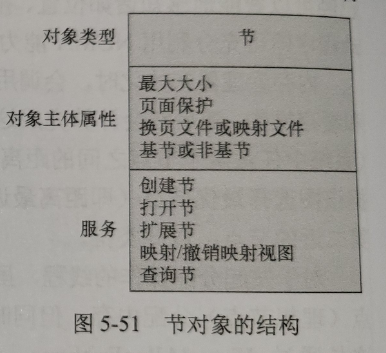 对象类型 节
最大大小
页面保护
对象主体属性
换页文件或映射文件
基节或非基节
创建节
打开节
服务 扩展节
映射/撤销映射视图
查询节
图 5-51 节对象的结构